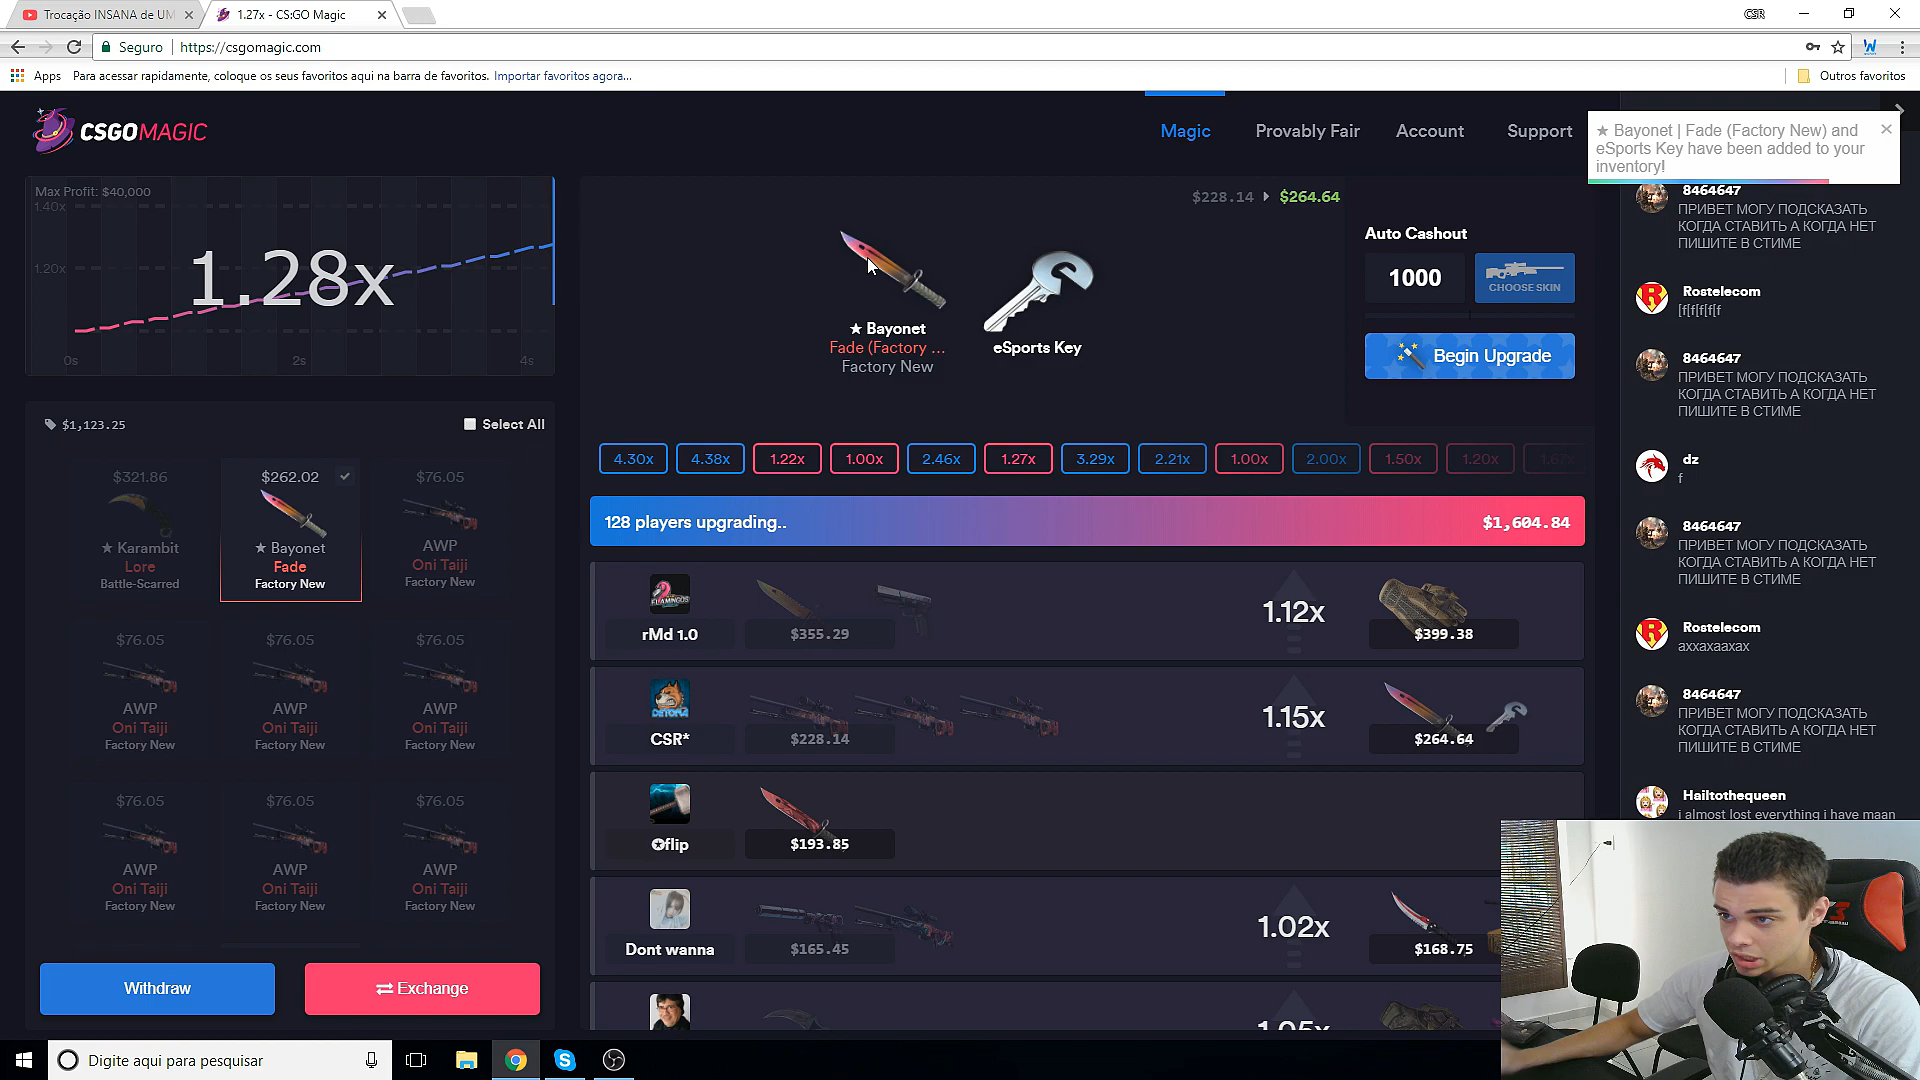 Trocação INSANA de UM
1.27x - CS:GO Magic
CSR
Seguro
https://csgomagic.com
Apps
Para acessar rapidamente, coloque os seus favoritos aqui na barra de favoritos. Importar favoritos agora...
Outros favoritos
CSGOMAGIC
Magic
Provably Fair
Account
Support
★ Bayonet | Fade (Factory New) and
eSports Key have been added to your
inventory!
Max Profit: $40,000
1.40x
1.20x
1.28x
0s
2s
4s
$228.14
$264.64
★ Bayonet
Fade (Factory ...
Factory New
eSports Key
Auto Cashout
1000
CHOOSE SKIN
Begin Upgrade
$1,123.25
Select All
$321.86
★ Karambit
Lore
Battle-Scarred
$262.02
★ Bayonet
Fade
Factory New
$76.05
AWP
Oni Taiji
Factory New
$76.05
AWP
Oni Taiji
Factory New
$76.05
AWP
Oni Taiji
Factory New
$76.05
AWP
Oni Taiji
Factory New
$76.05
AWP
Oni Taiji
Factory New
$76.05
AWP
Oni Taiji
Factory New
$76.05
AWP
Oni Taiji
Factory New
Withdraw
Exchange
4.30x
4.38x
1.22x
1.00x
2.46x
1.27x
3.29x
2.21x
1.00x
2.00x
1.50x
1.20x
1.67x
128 players upgrading..
$1,604.84
FLAMINGOS
rMd 1.0
$355.29
1.12x
$399.38
CSR*
$228.14
1.15x
$264.64
✪flip
$193.85
Dont wanna
$165.45
1.02x
$168.75
1.05x
8464647
ПРИВЕТ МОГУ ПОДСКАЗАТЬ
КОГДА СТАВИТЬ А КОГДА НЕТ
ПИШИТЕ В СТИМЕ
Rostelecom
[f[f[f[f[f
8464647
ПРИВЕТ МОГУ ПОДСКАЗАТЬ
КОГДА СТАВИТЬ А КОГДА НЕТ
ПИШИТЕ В СТИМЕ
dz
f
8464647
ПРИВЕТ МОГУ ПОДСКАЗАТЬ
КОГДА СТАВИТЬ А КОГДА НЕТ
ПИШИТЕ В СТИМЕ
Rostelecom
axxaxaaxax
8464647
ПРИВЕТ МОГУ ПОДСКАЗАТЬ
КОГДА СТАВИТЬ А КОГДА НЕТ
ПИШИТЕ В СТИМЕ
Hailtothequeen
i almost lost everything i have maan
Digite aqui para pesquisar